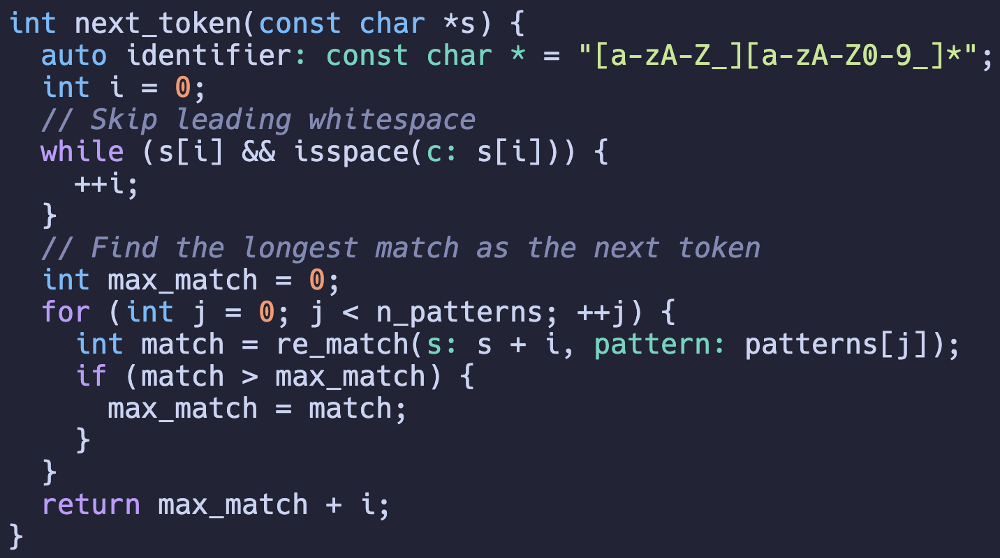 int next_token(const char *s) {
  auto identifier: const char * = "[a-zA-Z_][a-zA-Z0-9_]*";
  int i = 0;
  // Skip leading whitespace
  while (s[i] && isspace(c: s[i])) {
    ++i;
  }
  // Find the longest match as the next token
  int max_match = 0;
  for (int j = 0; j < n_patterns; ++j) {
    int match = re_match(s: s + i, pattern: patterns[j]);
    if (match > max_match) {
      max_match = match;
    }
  }
  return max_match + i;
}